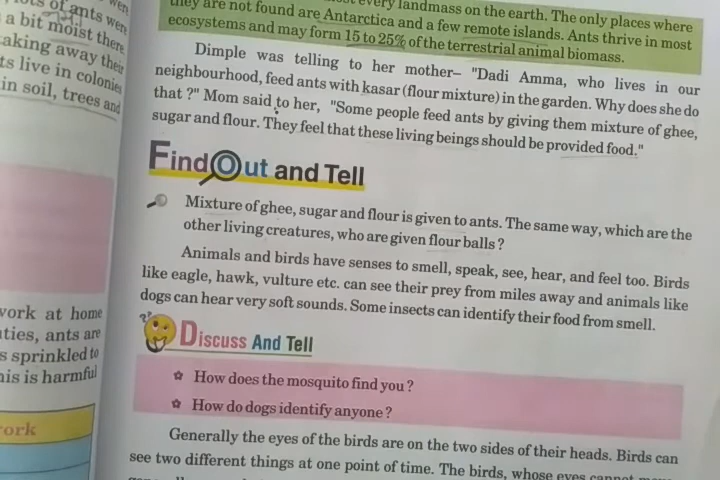 lots of ants were
a bit moist there
aking away their
ts live in colonies
in soil, trees and
work at home
ties, ants are
s sprinkled to
his is harmful
ork
every landmass on the earth. The only places where
they are not found are Antarctica and a few remote islands. Ants thrive in most
ecosystems and may form 15 to 25% of the terrestrial animal biomass.
Dimple was telling to her mother– "Dadi Amma, who lives in our
neighbourhood, feed ants with kasar (flour mixture) in the garden. Why does she do
that ?" Mom said to her, "Some people feed ants by giving them mixture of ghee,
sugar and flour. They feel that these living beings should be provided food."
Find Out and Tell
Mixture of ghee, sugar and flour is given to ants. The same way, which are the
other living creatures, who are given flour balls ?
Animals and birds have senses to smell, speak, see, hear, and feel too. Birds
like eagle, hawk, vulture etc. can see their prey from miles away and animals like
dogs can hear very soft sounds. Some insects can identify their food from smell.
Discuss And Tell
How does the mosquito find you ?
How do dogs identify anyone ?
Generally the eyes of the birds are on the two sides of their heads. Birds can
see two different things at one point of time. The birds, whose eyes cannot